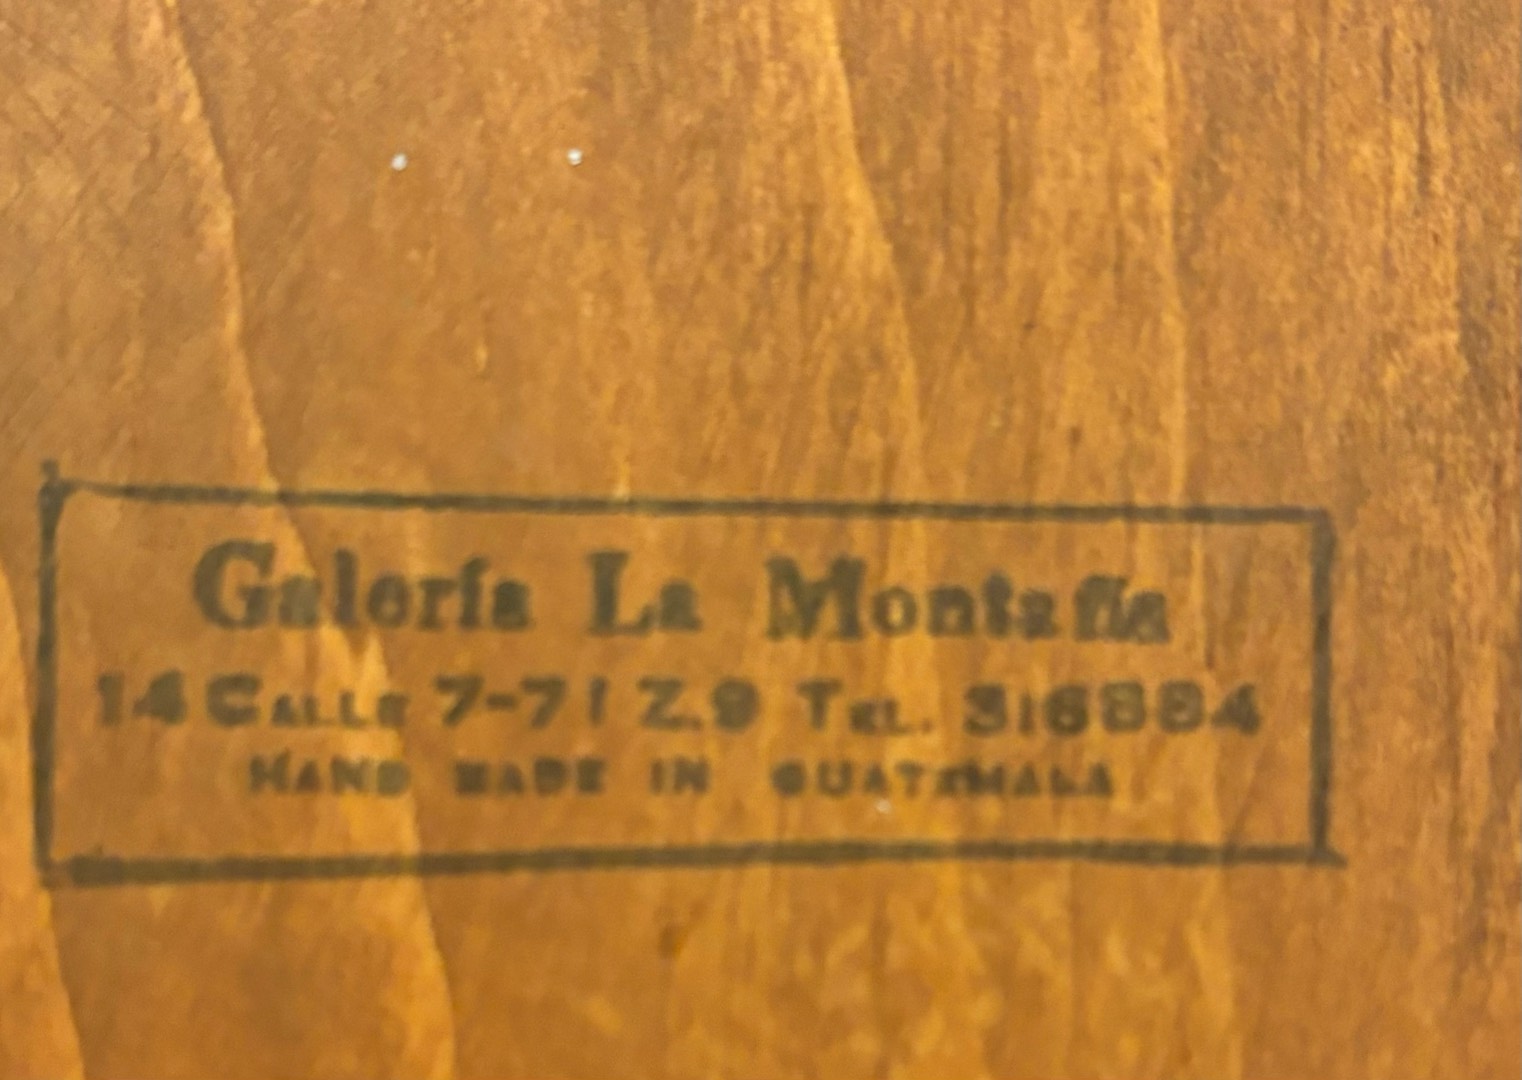 Galería La Montaña
14 CALLE 7-71 Z.9 TEL. 316884
HAND MADE IN GUATEMALA